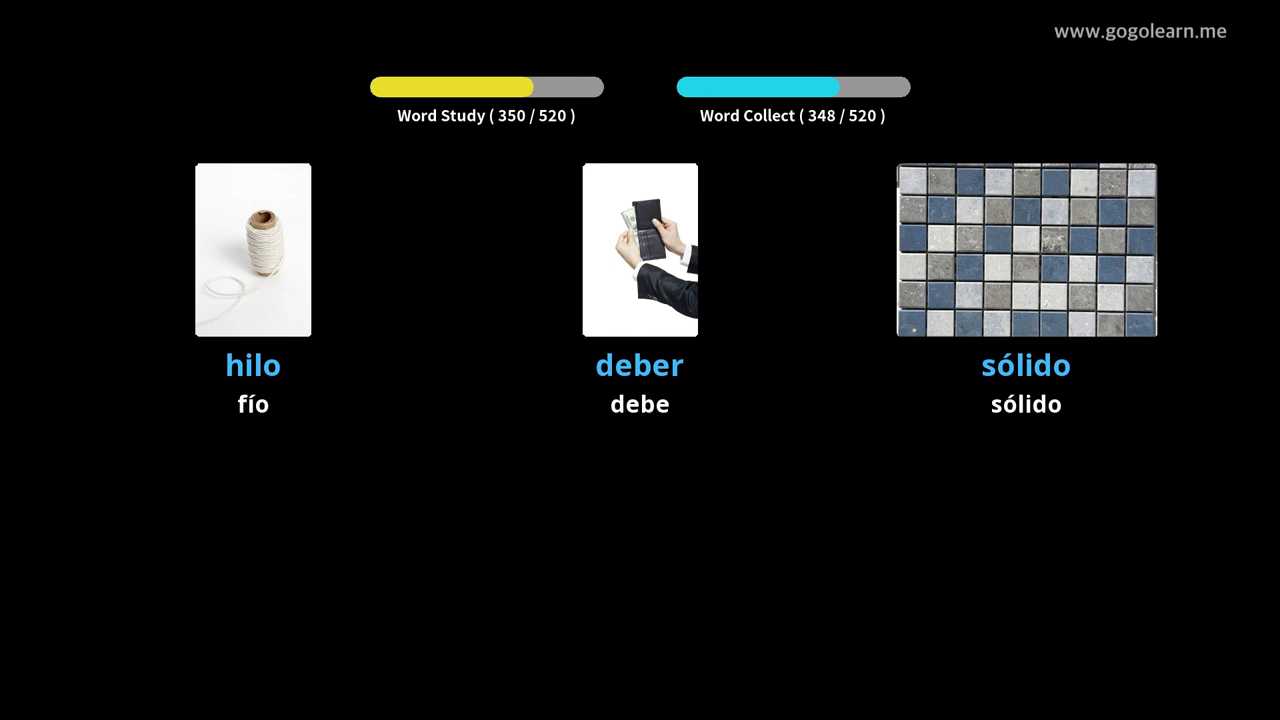 www.gogolearn.me
Word Study ( 350 / 520 )
Word Collect ( 348 / 520 )
hilo
deber
sólido
fío
debe
sólido